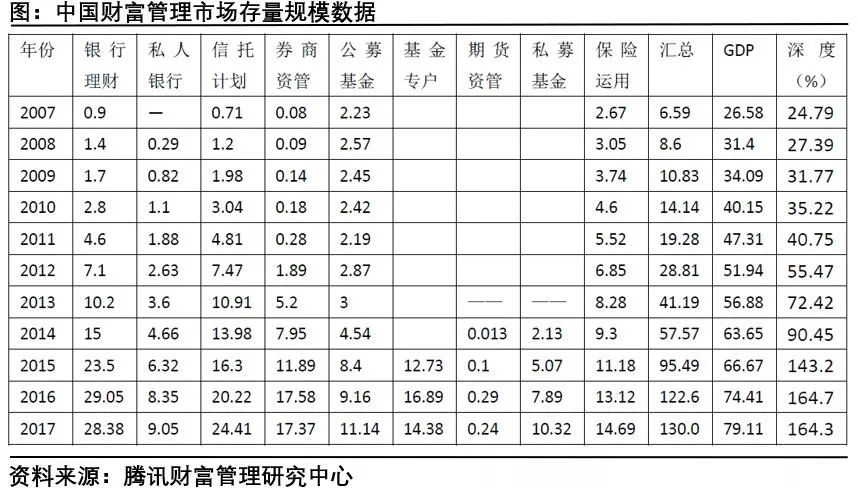 图：中国财富管理市场存量规模数据
年份 银行理财 私人银行 信托计划 券商资管 公募基金 基金专户 期货资管 私募基金 保险运用 汇总 GDP 深度（%）
2007 0.9 — 0.71 0.08 2.23 2.67 6.59 26.58 24.79
2008 1.4 0.29 1.2 0.09 2.57 3.05 8.6 31.4 27.39
2009 1.7 0.82 1.98 0.14 2.45 3.74 10.83 34.09 31.77
2010 2.8 1.1 3.04 0.18 2.42 4.6 14.14 40.15 35.22
2011 4.6 1.88 4.81 0.28 2.19 5.52 19.28 47.31 40.75
2012 7.1 2.63 7.47 1.89 2.87 6.85 28.81 51.94 55.47
2013 10.2 3.6 10.91 5.2 3 —— —— 8.28 41.19 56.88 72.42
2014 15 4.66 13.98 7.95 4.54 0.013 2.13 9.3 57.57 63.65 90.45
2015 23.5 6.32 16.3 11.89 8.4 12.73 0.1 5.07 11.18 95.49 66.67 143.2
2016 29.05 8.35 20.22 17.58 9.16 16.89 0.29 7.89 13.12 122.6 74.41 164.7
2017 28.38 9.05 24.41 17.37 11.14 14.38 0.24 10.32 14.69 130.0 79.11 164.3
资料来源：腾讯财富管理研究中心